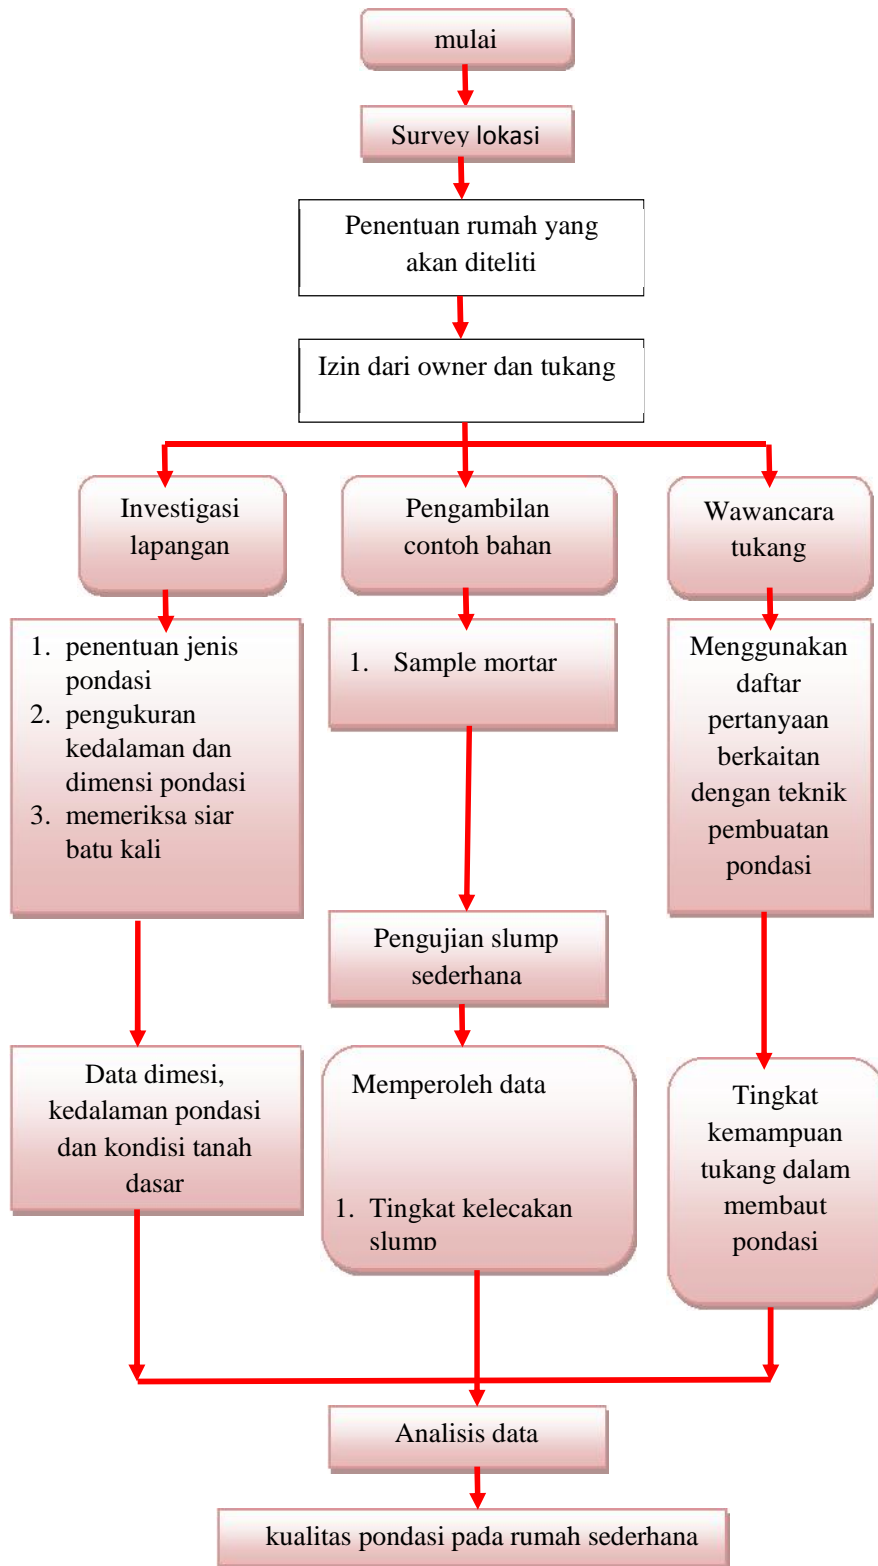 mulai
Survey lokasi
Penentuan rumah yang
akan diteliti
Izin dari owner dan tukang
Investigasi
lapangan
Pengambilan
contoh bahan
Wawancara
tukang
1. penentuan jenis
pondasi
2. pengukuran
kedalaman dan
dimensi pondasi
3. memeriksa siar
batu kali
1. Sample mortar
Menggunakan
daftar
pertanyaan
berkaitan
dengan teknik
pembuatan
pondasi
Pengujian slump
sederhana
Data dimesi,
kedalaman pondasi
dan kondisi tanah
dasar
Memperoleh data
1. Tingkat kelecakan
slump
Tingkat
kemampuan
tukang dalam
membaut
pondasi
Analisis data
kualitas pondasi pada rumah sederhana